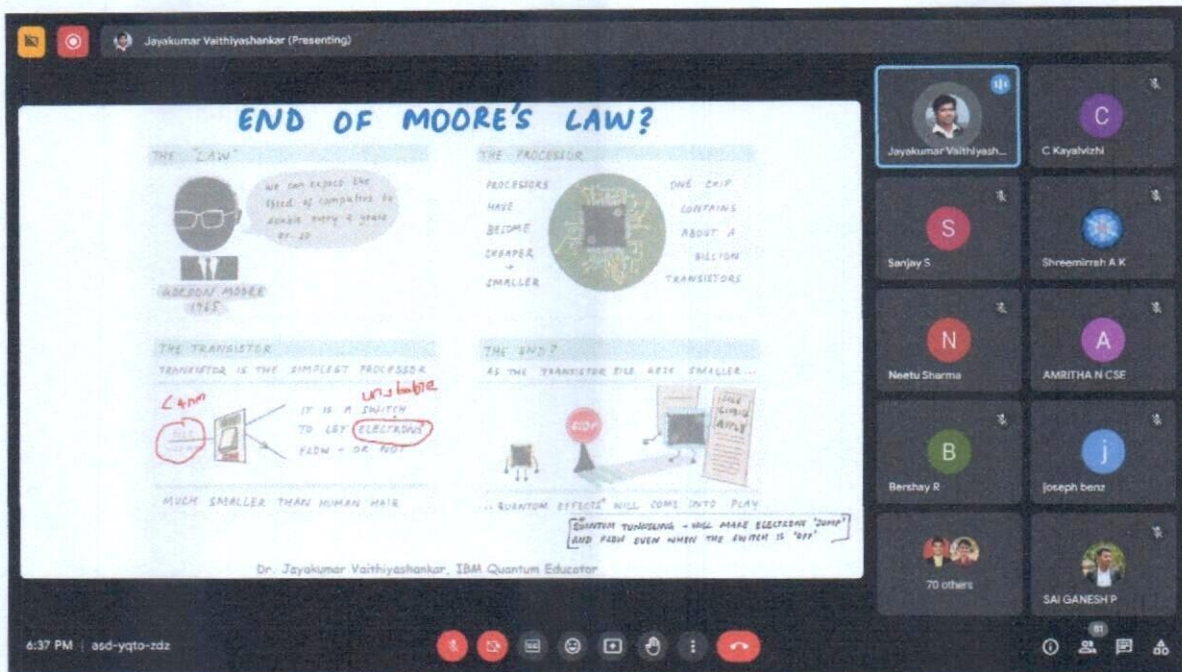 Jayakumar Vaithiyashankar (Presenting)
END OF MOORE'S LAW?
THE "LAW"
We can expect the
speed of computers to
double every 2 years
or so
GORDON MOORE
1965
THE PROCESSOR
PROCESSORS
HAVE
BECOME
CHEAPER
+
SMALLER
ONE CHIP
CONTAINS
ABOUT A
BILLION
TRANSISTORS
THE TRANSISTOR
TRANSISTOR IS THE SIMPLEST PROCESSOR
<4nm
unstable
IT IS A SWITCH
TO LET ELECTRONS
FLOW - OR NOT
MUCH SMALLER THAN HUMAN HAIR
THE END?
AS THE TRANSISTOR SIZE GETS SMALLER...
STOP
.. QUANTUM EFFECTS* WILL COME INTO PLAY
*QUANTUM TUNNELING - WILL MAKE ELECTRONS 'JUMP'
AND FLOW EVEN WHEN THE SWITCH IS 'OFF'
Dr. Jayakumar Vaithiyashankar, IBM Quantum Educator
Jayakumar Vaithiyash...
C
C Kayalvizhi
S
Sanjay S
Shreemirrah A.K
N
Neetu Sharma
A
AMRITHA N CSE
B
Bershay R
j
joseph benz
70 others
SAI GANESH P
6:37 PM | asd-yqto-zdz
81